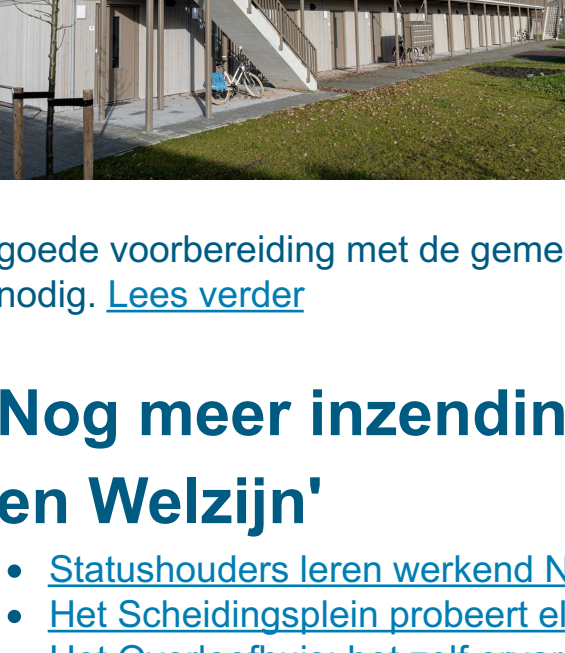 goede voorbereiding met de geme
nodig. Lees verder
Nog meer inzendin
en Welzijn'
Statushouders leren werkend N
Het Scheidingsplein probeert el